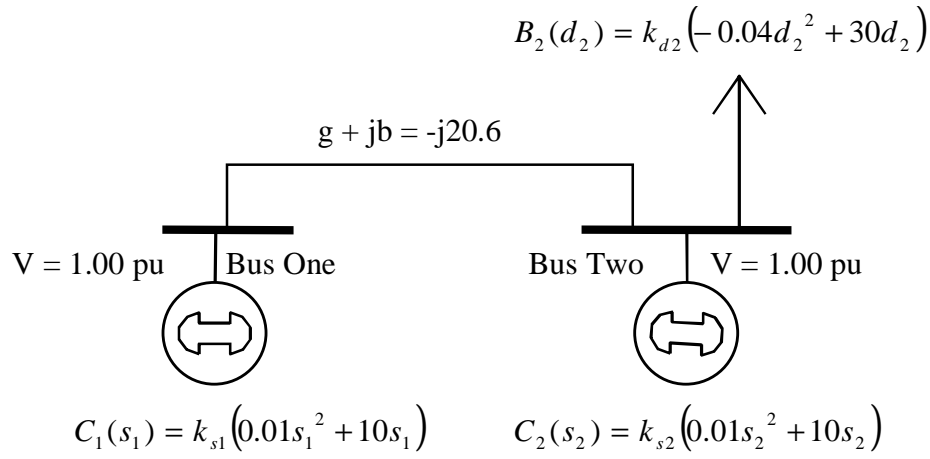 B₂(d₂) = k_d2(−0.04d₂² + 30d₂)
g + jb = -j20.6
V = 1.00 pu Bus One Bus Two V = 1.00 pu
C₁(s₁) = k_s1(0.01s₁² + 10s₁) C₂(s₂) = k_s2(0.01s₂² + 10s₂)